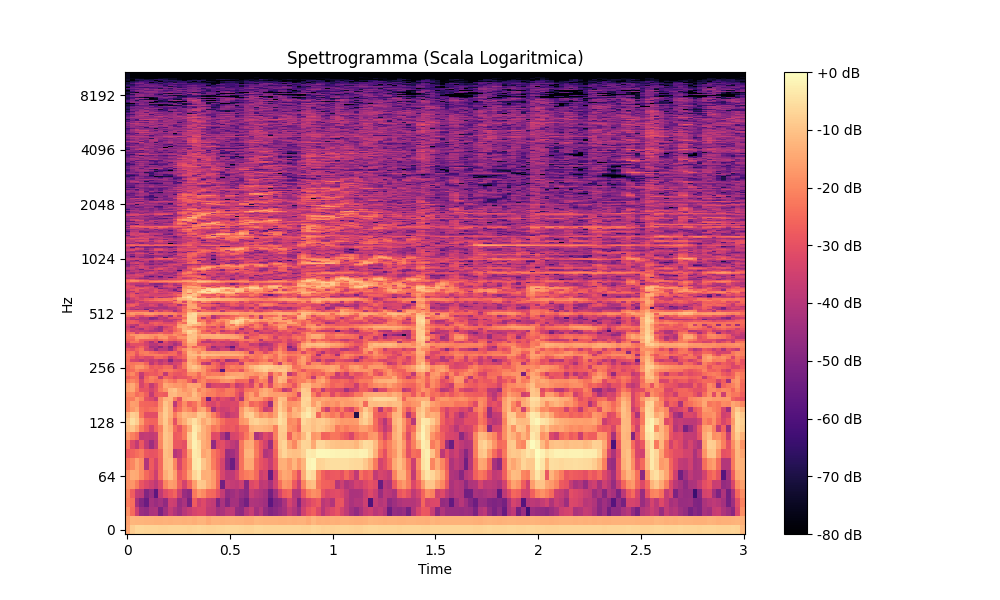 Spettrogramma (Scala Logaritmica)
8192
4096
2048
1024
512
256
128
64
0
Hz
0
0.5
1
1.5
2
2.5
3
Time
+0 dB
-10 dB
-20 dB
-30 dB
-40 dB
-50 dB
-60 dB
-70 dB
-80 dB